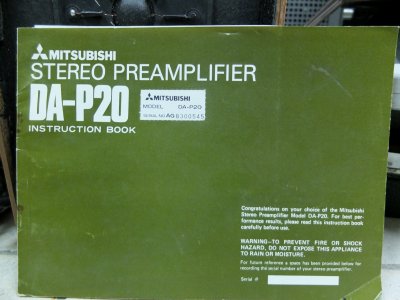 MITSUBISHI
STEREO PREAMPLIFIER
DA-P20
INSTRUCTION BOOK
MITSUBISHI
MODEL DA-P20
SERIAL NO AG8300545
Congratulations on your choice of the Mitsubishi
Stereo Preamplifier Model DA-P20. For best per-
formance results, please read this instruction book
carefully before use.
WARNING—TO PREVENT FIRE OR SHOCK
HAZARD, DO NOT EXPOSE THIS APPLIANCE
TO RAIN OR MOISTURE.
For future reference a space has been provided below for
recording the serial number of your stereo preamplifier.
Serial #